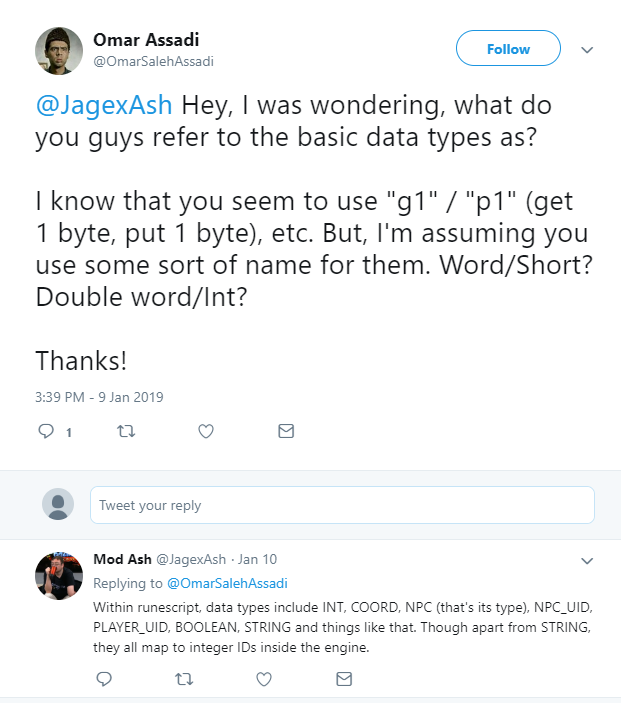 Omar Assadi
@OmarSalehAssadi
Follow
@JagexAsh Hey, I was wondering, what do
you guys refer to the basic data types as?
I know that you seem to use "g1" / "p1" (get
1 byte, put 1 byte), etc. But, I'm assuming you
use some sort of name for them. Word/Short?
Double word/Int?
Thanks!
3:39 PM - 9 Jan 2019
1
Tweet your reply
Mod Ash @JagexAsh · Jan 10
Replying to @OmarSalehAssadi
Within runescript, data types include INT, COORD, NPC (that's its type), NPC_UID,
PLAYER_UID, BOOLEAN, STRING and things like that. Though apart from STRING,
they all map to integer IDs inside the engine.